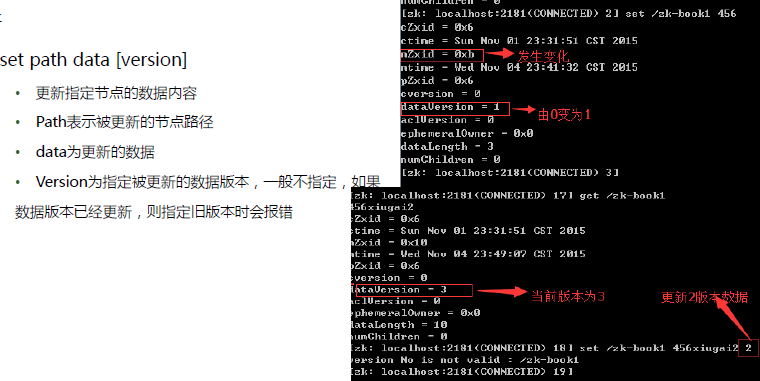 set path data [version]
• 更新指定节点的数据内容
• Path表示被更新的节点路径
• data为更新的数据
• Version为指定被更新的数据版本，一般不指定，如果
数据版本已经更新，则指定旧版本时会报错
numChildren = 0
[zk: localhost:2181(CONNECTED) 2] set /zk-book1 456
cZxid = 0x6
ctime = Sun Nov 01 23:31:51 CST 2015
mZxid = 0xb 发生变化
mtime = Wed Nov 04 23:41:32 CST 2015
pZxid = 0x6
cversion = 0
dataVersion = 1 由0变为1
aclVersion = 0
ephemeralOwner = 0x0
dataLength = 3
numChildren = 0
[zk: localhost:2181(CONNECTED) 3]
[zk: localhost:2181(CONNECTED) 17] get /zk-book1
456xiugai2
cZxid = 0x6
ctime = Sun Nov 01 23:31:51 CST 2015
mZxid = 0x10
mtime = Wed Nov 04 23:49:07 CST 2015
pZxid = 0x6
cversion = 0
dataVersion = 3 当前版本为3 更新2版本数据
aclVersion = 0
ephemeralOwner = 0x0
dataLength = 10
numChildren = 0
[zk: localhost:2181(CONNECTED) 18] set /zk-book1 456xiugai2 2
version No is not valid : /zk-book1
[zk: localhost:2181(CONNECTED) 19]